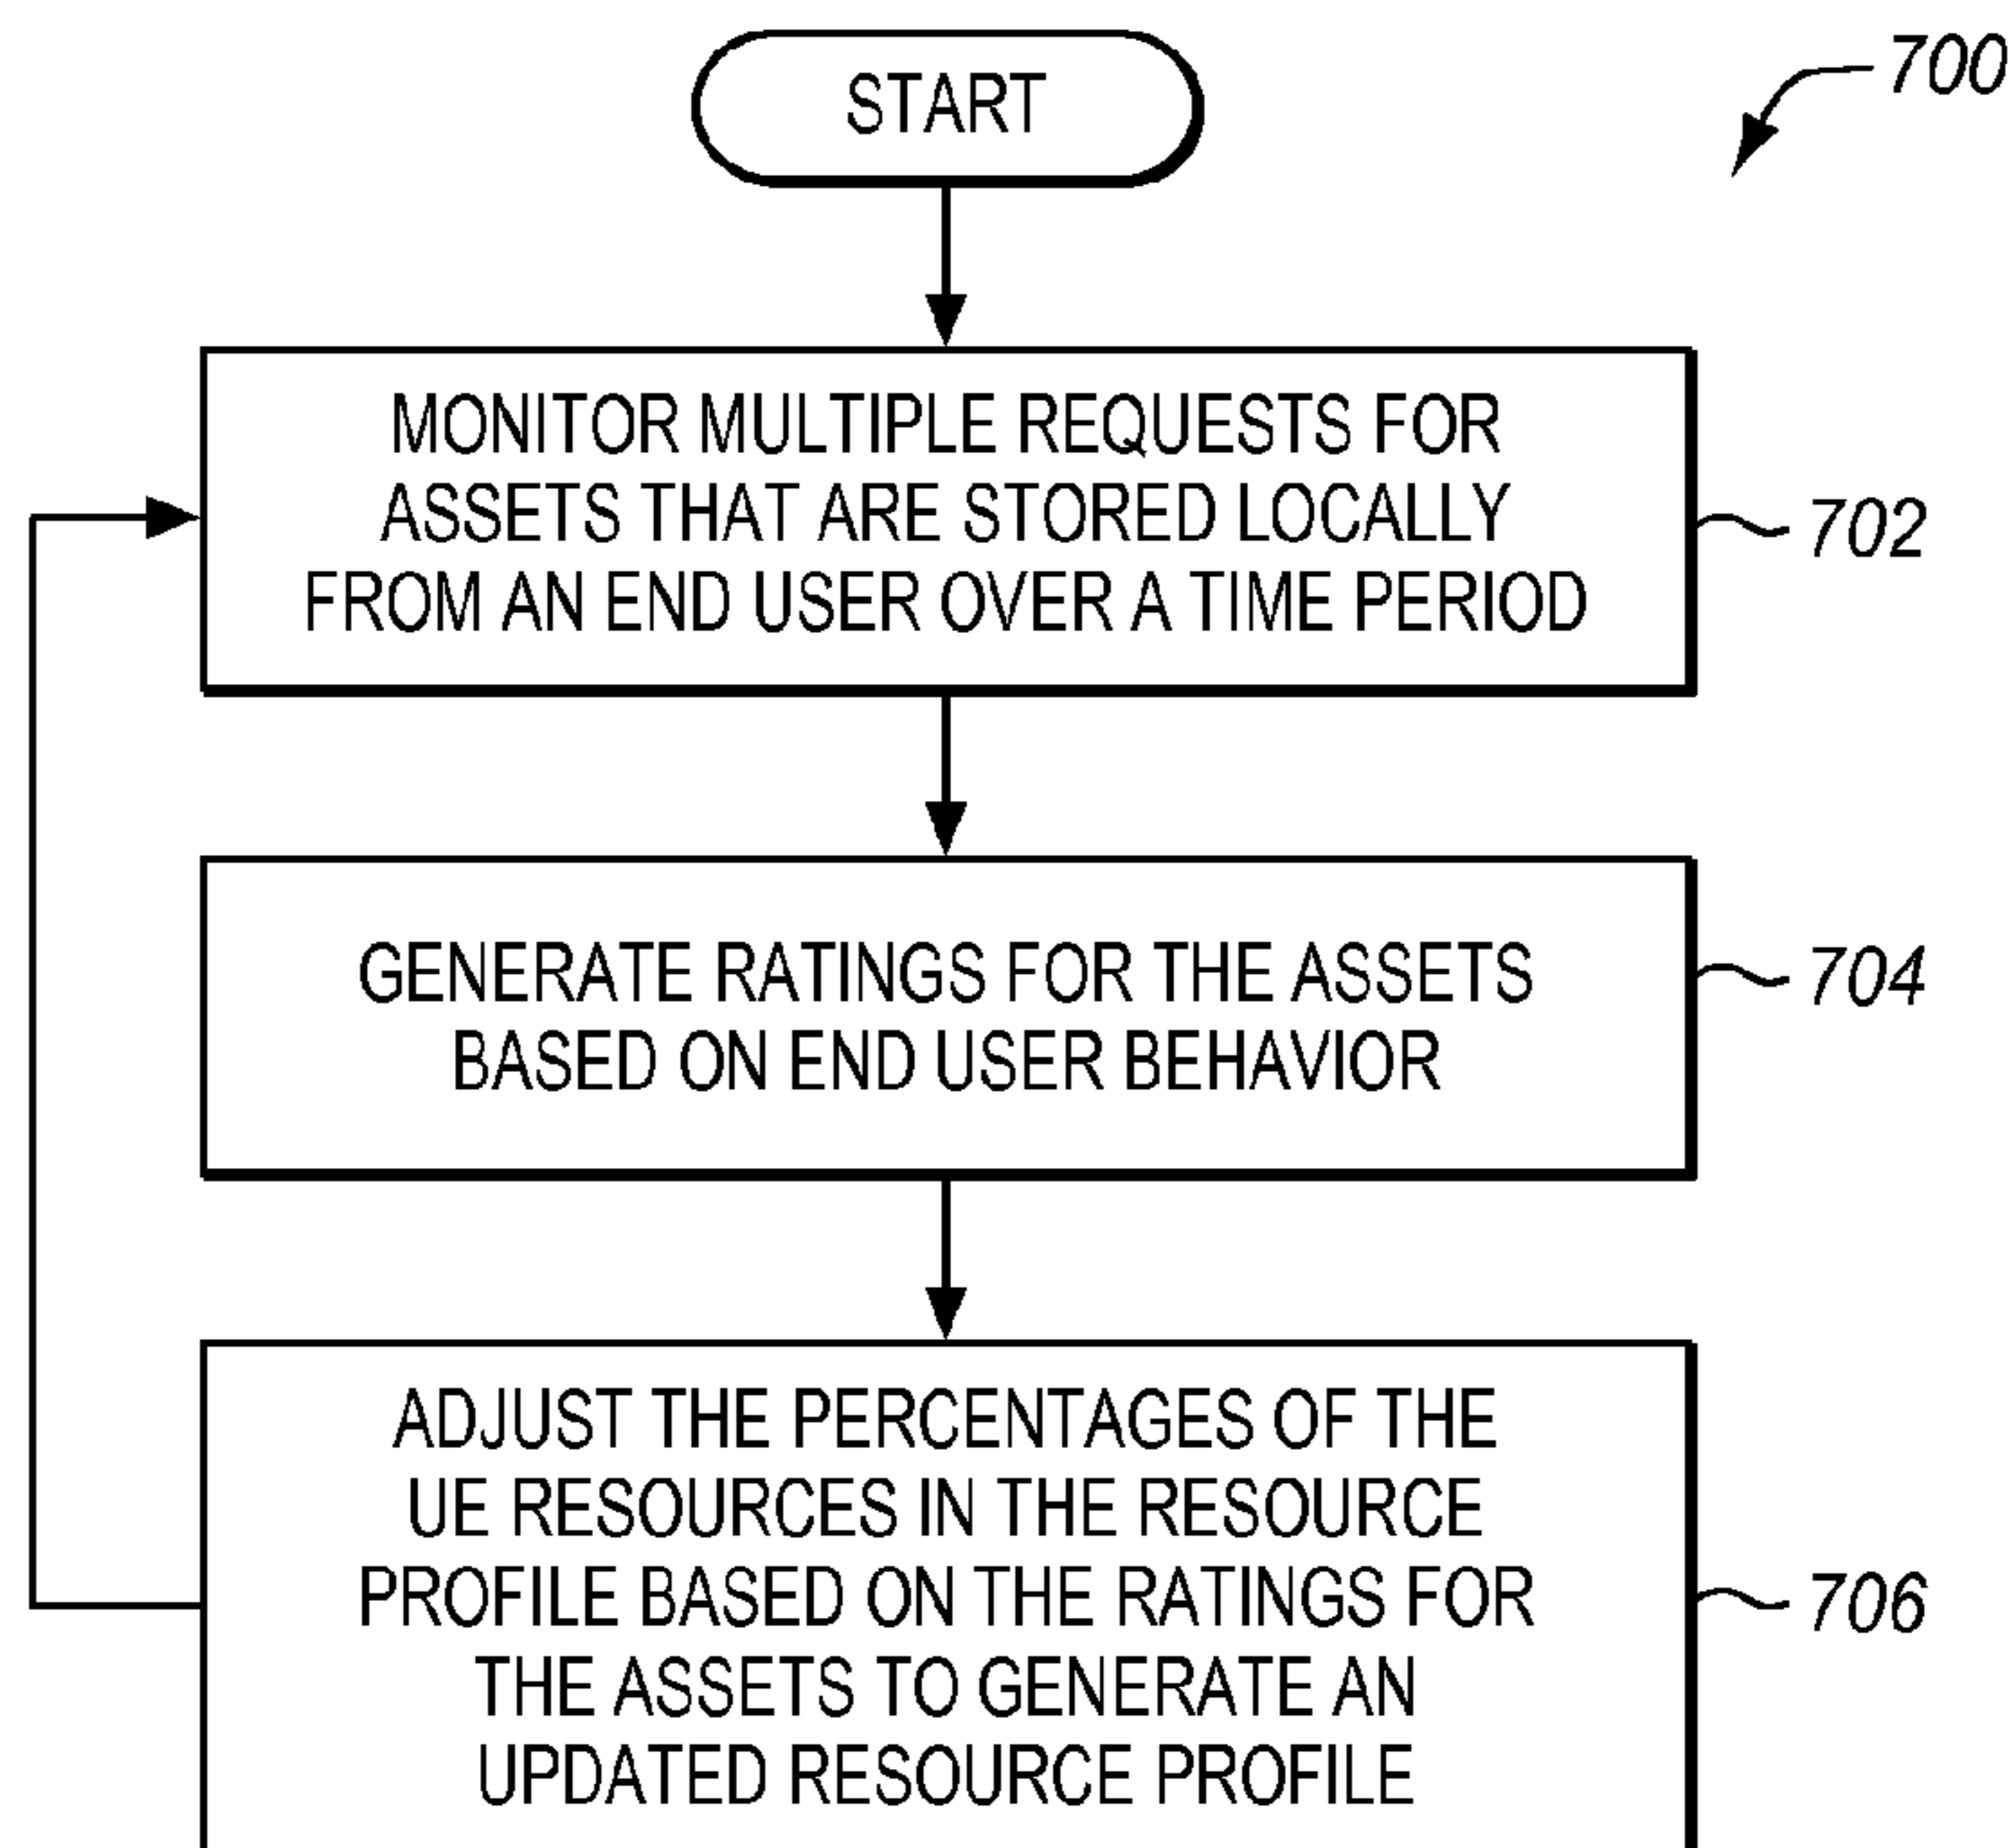 START
700
MONITOR MULTIPLE REQUESTS FOR
ASSETS THAT ARE STORED LOCALLY
FROM AN END USER OVER A TIME PERIOD
702
GENERATE RATINGS FOR THE ASSETS
BASED ON END USER BEHAVIOR
704
ADJUST THE PERCENTAGES OF THE
UE RESOURCES IN THE RESOURCE
PROFILE BASED ON THE RATINGS FOR
THE ASSETS TO GENERATE AN
UPDATED RESOURCE PROFILE
706